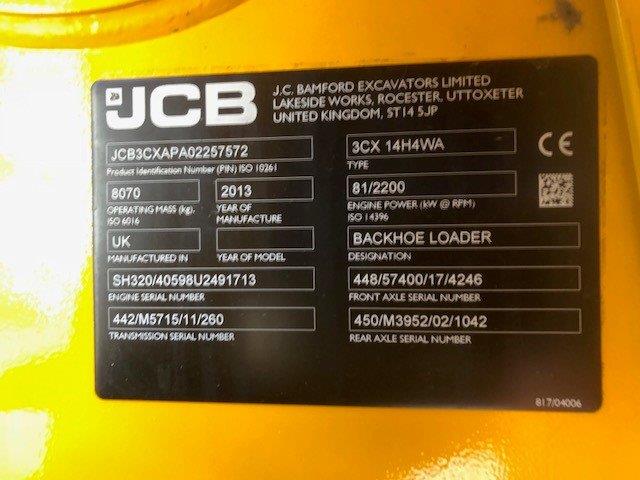 JCB
J.C. BAMFORD EXCAVATORS LIMITED
LAKESIDE WORKS, ROCESTER, UTTOXETER
UNITED KINGDOM, ST14 5JP
JCB3CXAPA02257572
Product Identification Number (PIN) ISO 10261
3CX 14H4WA
TYPE
CE
8070
OPERATING MASS (kg).
ISO 6016
2013
YEAR OF
MANUFACTURE
81/2200
ENGINE POWER (kW @ RPM)
ISO 14396
UK
MANUFACTURED IN
YEAR OF MODEL
BACKHOE LOADER
DESIGNATION
SH320/40598U2491713
ENGINE SERIAL NUMBER
448/57400/17/4246
FRONT AXLE SERIAL NUMBER
442/M5715/11/260
TRANSMISSION SERIAL NUMBER
450/M3952/02/1042
REAR AXLE SERIAL NUMBER
817/04006